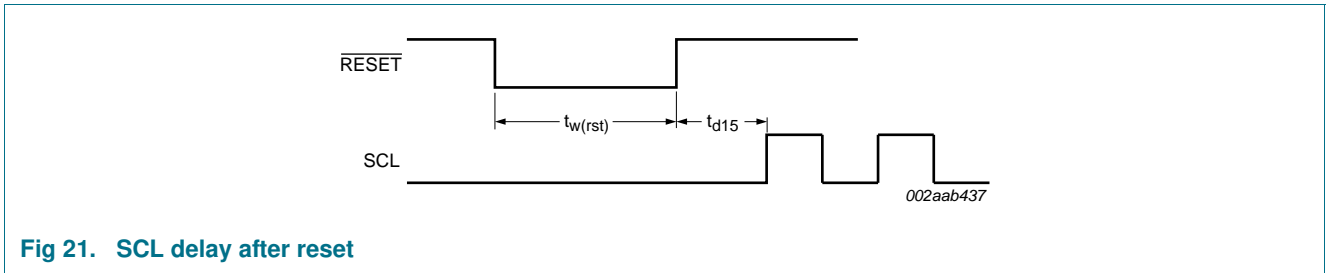 RESET
tw(rst)
td15
SCL
002aab437
Fig 21. SCL delay after reset